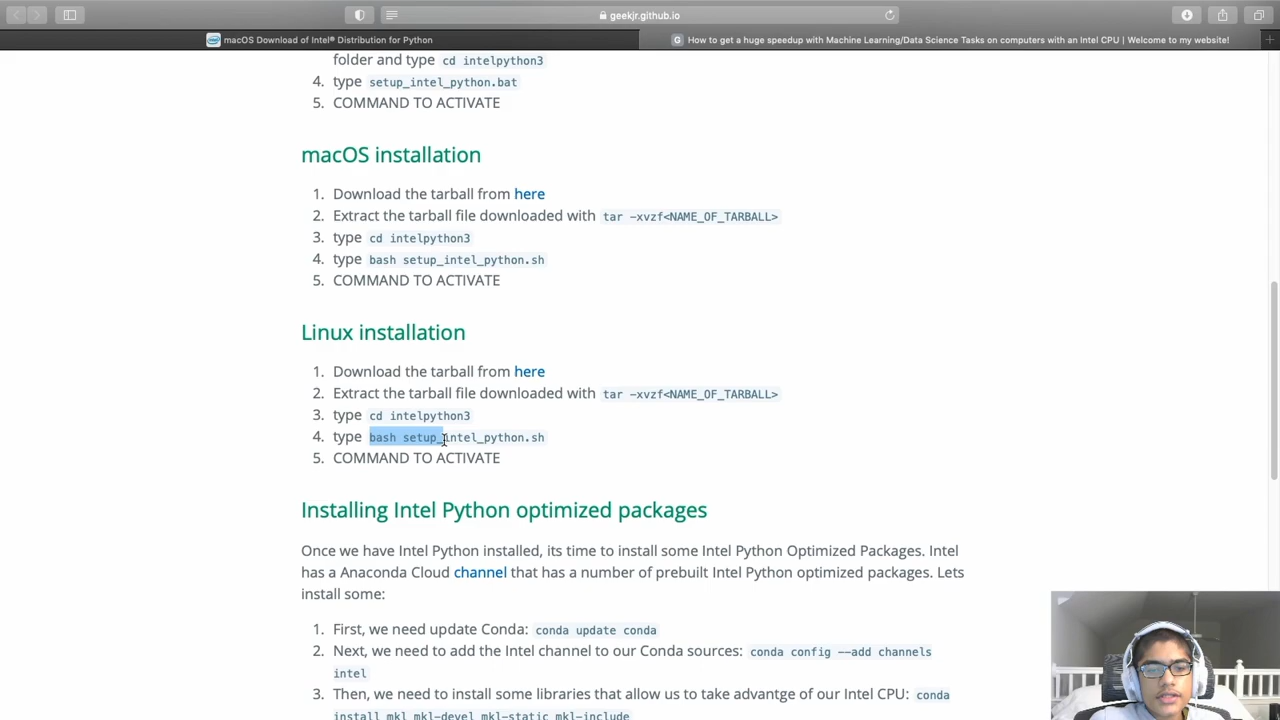 geekjr.github.io
macOS Download of Intel® Distribution for Python
G How to get a huge speedup with Machine Learning/Data Science Tasks on computers with an Intel CPU | Welcome to my website!
folder and type cd intelpython3
4. type setup_intel_python.bat
5. COMMAND TO ACTIVATE
macOS installation
1. Download the tarball from here
2. Extract the tarball file downloaded with tar -xvzf<NAME_OF_TARBALL>
3. type cd intelpython3
4. type bash setup_intel_python.sh
5. COMMAND TO ACTIVATE
Linux installation
1. Download the tarball from here
2. Extract the tarball file downloaded with tar -xvzf<NAME_OF_TARBALL>
3. type cd intelpython3
4. type bash setup_intel_python.sh
5. COMMAND TO ACTIVATE
Installing Intel Python optimized packages
Once we have Intel Python installed, its time to install some Intel Python Optimized Packages. Intel
has a Anaconda Cloud channel that has a number of prebuilt Intel Python optimized packages. Lets
install some:
1. First, we need update Conda: conda update conda
2. Next, we need to add the Intel channel to our Conda sources: conda config --add channels
intel
3. Then, we need to install some libraries that allow us to take advantge of our Intel CPU: conda
install mkl mkl-devel mkl-static mkl-include